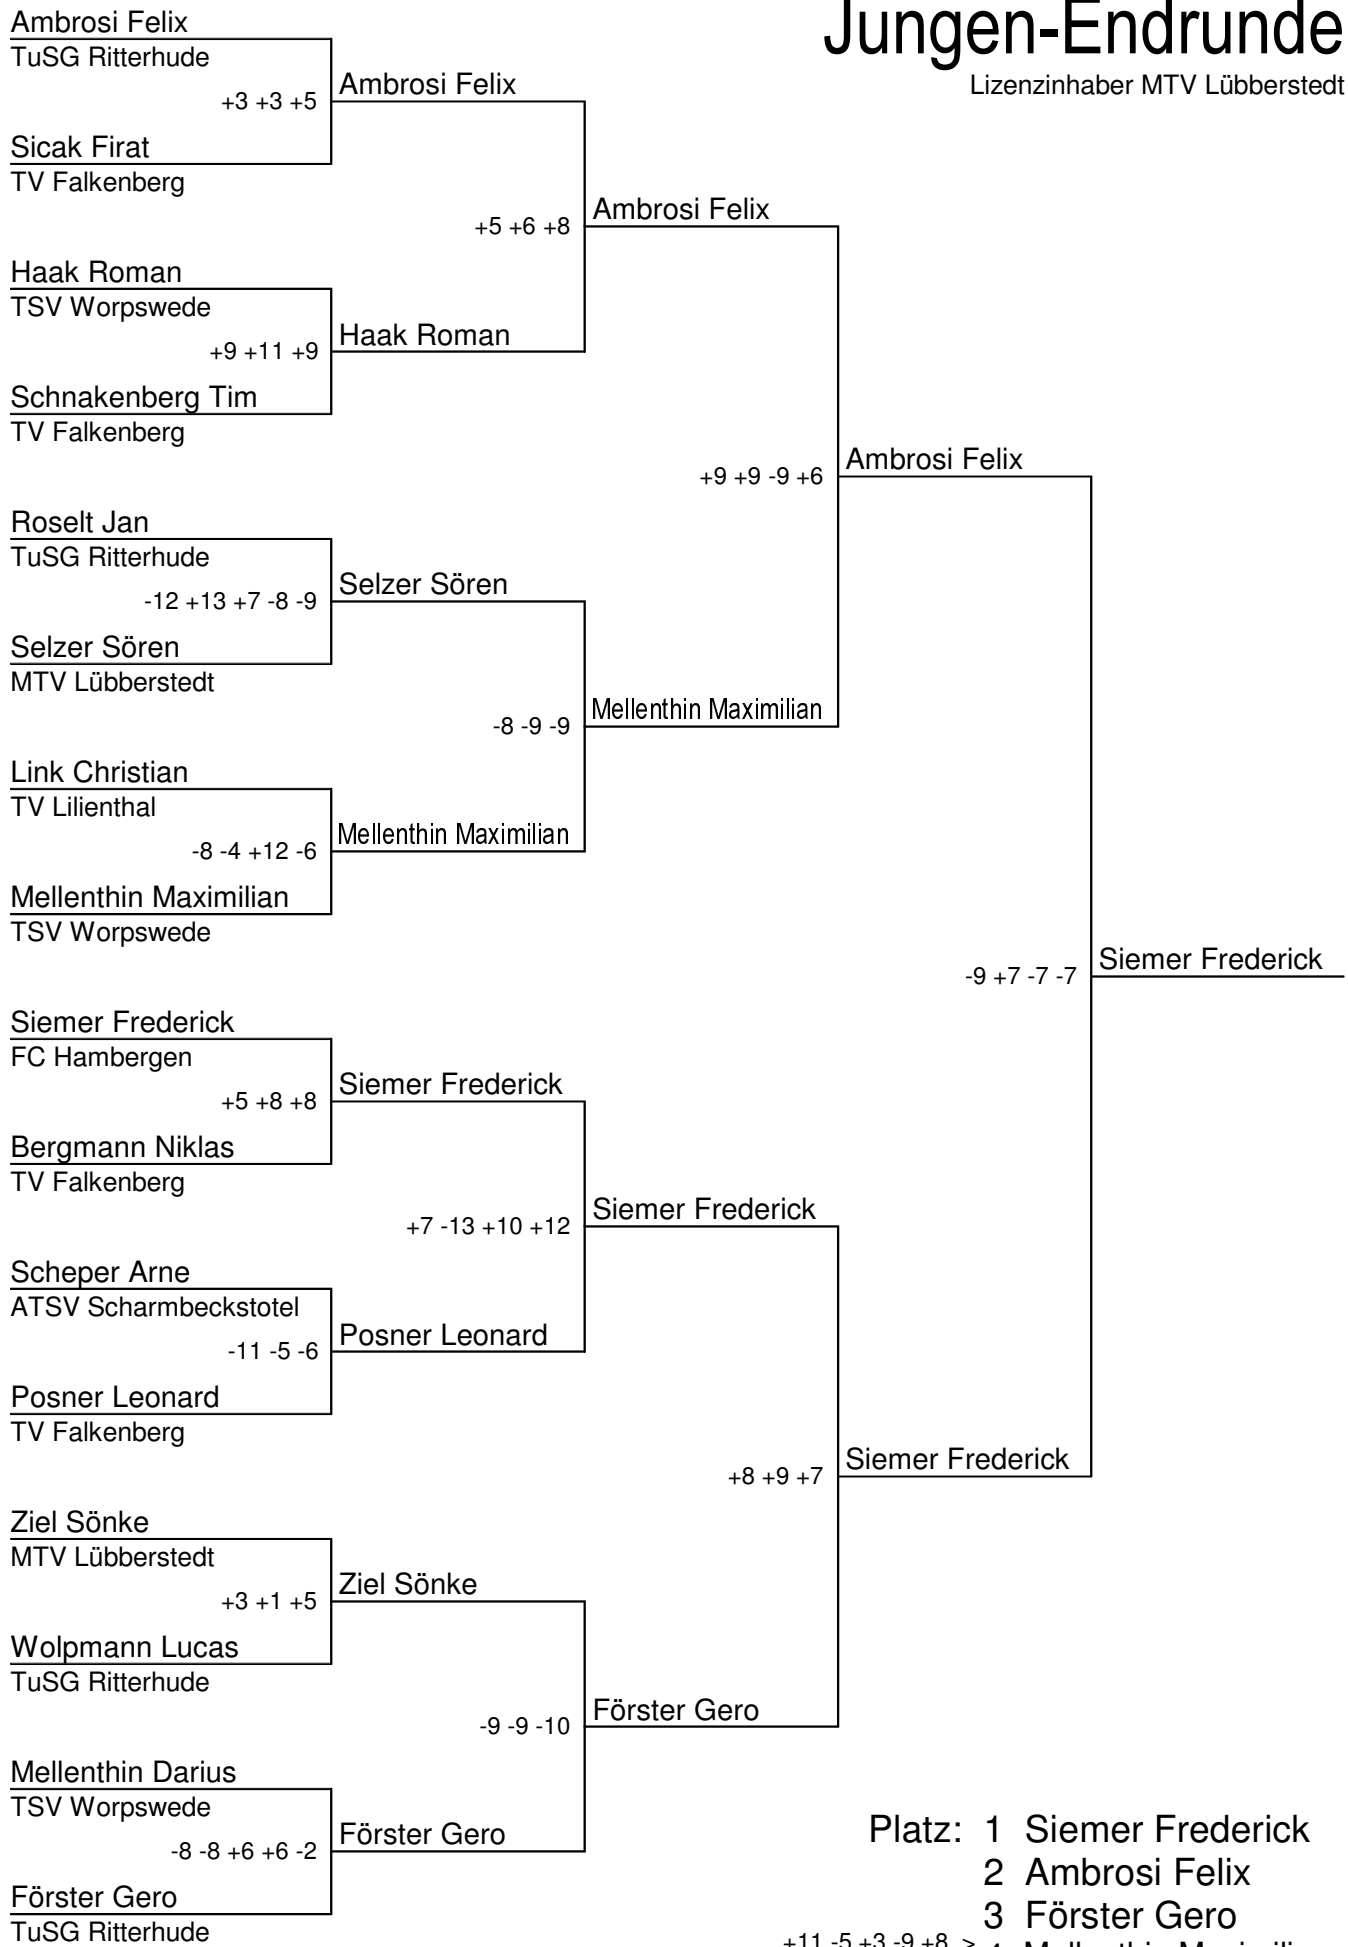 Jungen-Endrunde
Lizenzinhaber MTV Lübberstedt
Ambrosi Felix
TuSG Ritterhude
+3 +3 +5
Ambrosi Felix
Sicak Firat
TV Falkenberg
+5 +6 +8
Ambrosi Felix
Haak Roman
TSV Worpswede
+9 +11 +9
Haak Roman
Schnakenberg Tim
TV Falkenberg
+9 +9 -9 +6
Ambrosi Felix
Roselt Jan
TuSG Ritterhude
-12 +13 +7 -8 -9
Selzer Sören
Selzer Sören
MTV Lübberstedt
-8 -9 -9
Mellenthin Maximilian
Link Christian
TV Lilienthal
-8 -4 +12 -6
Mellenthin Maximilian
Mellenthin Maximilian
TSV Worpswede
-9 +7 -7 -7
Siemer Frederick
Siemer Frederick
FC Hambergen
+5 +8 +8
Siemer Frederick
Bergmann Niklas
TV Falkenberg
+7 -13 +10 +12
Siemer Frederick
Scheper Arne
ATSV Scharmbeckstotel
-11 -5 -6
Posner Leonard
Posner Leonard
TV Falkenberg
+8 +9 +7
Siemer Frederick
Ziel Sönke
MTV Lübberstedt
+3 +1 +5
Ziel Sönke
Wolpmann Lucas
TuSG Ritterhude
-9 -9 -10
Förster Gero
Mellenthin Darius
TSV Worpswede
-8 -8 +6 +6 -2
Förster Gero
Förster Gero
TuSG Ritterhude
Platz: 1 Siemer Frederick
2 Ambrosi Felix
3 Förster Gero
+11 -5 +3 -9 +8 > 4 Mellenthin Maximilian